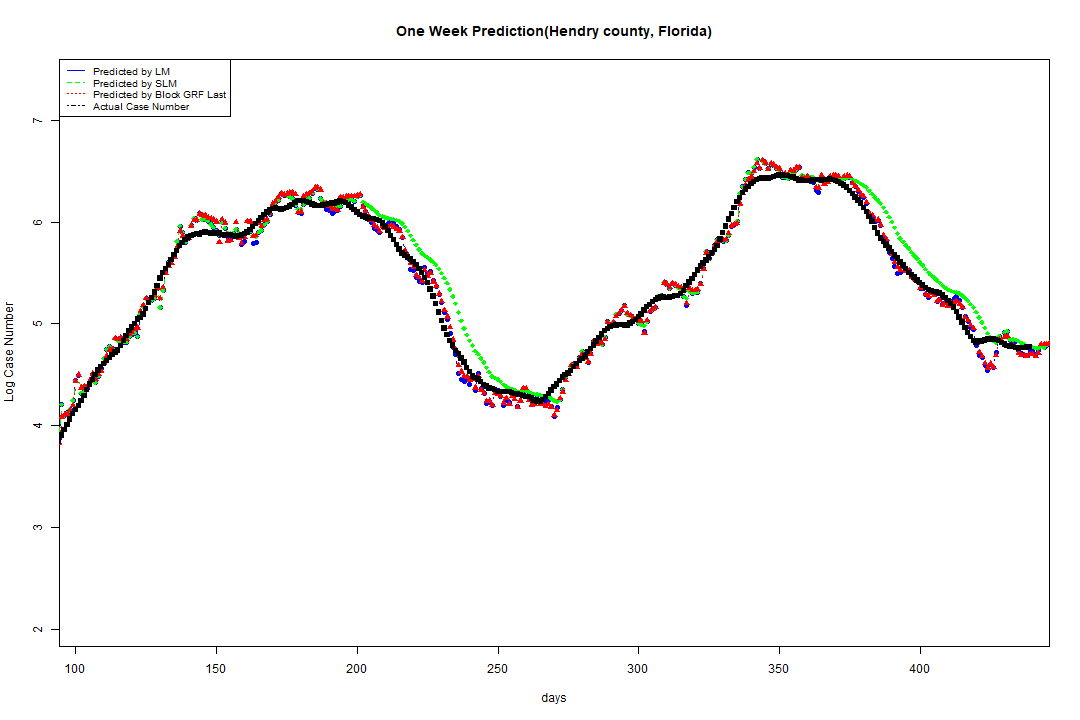 One Week Prediction(Hendry county, Florida)
Predicted by LM
Predicted by SLM
Predicted by Block GRF Last
Actual Case Number
7
6
5
4
3
2
Log Case Number
100 150 200 250 300 350 400
days